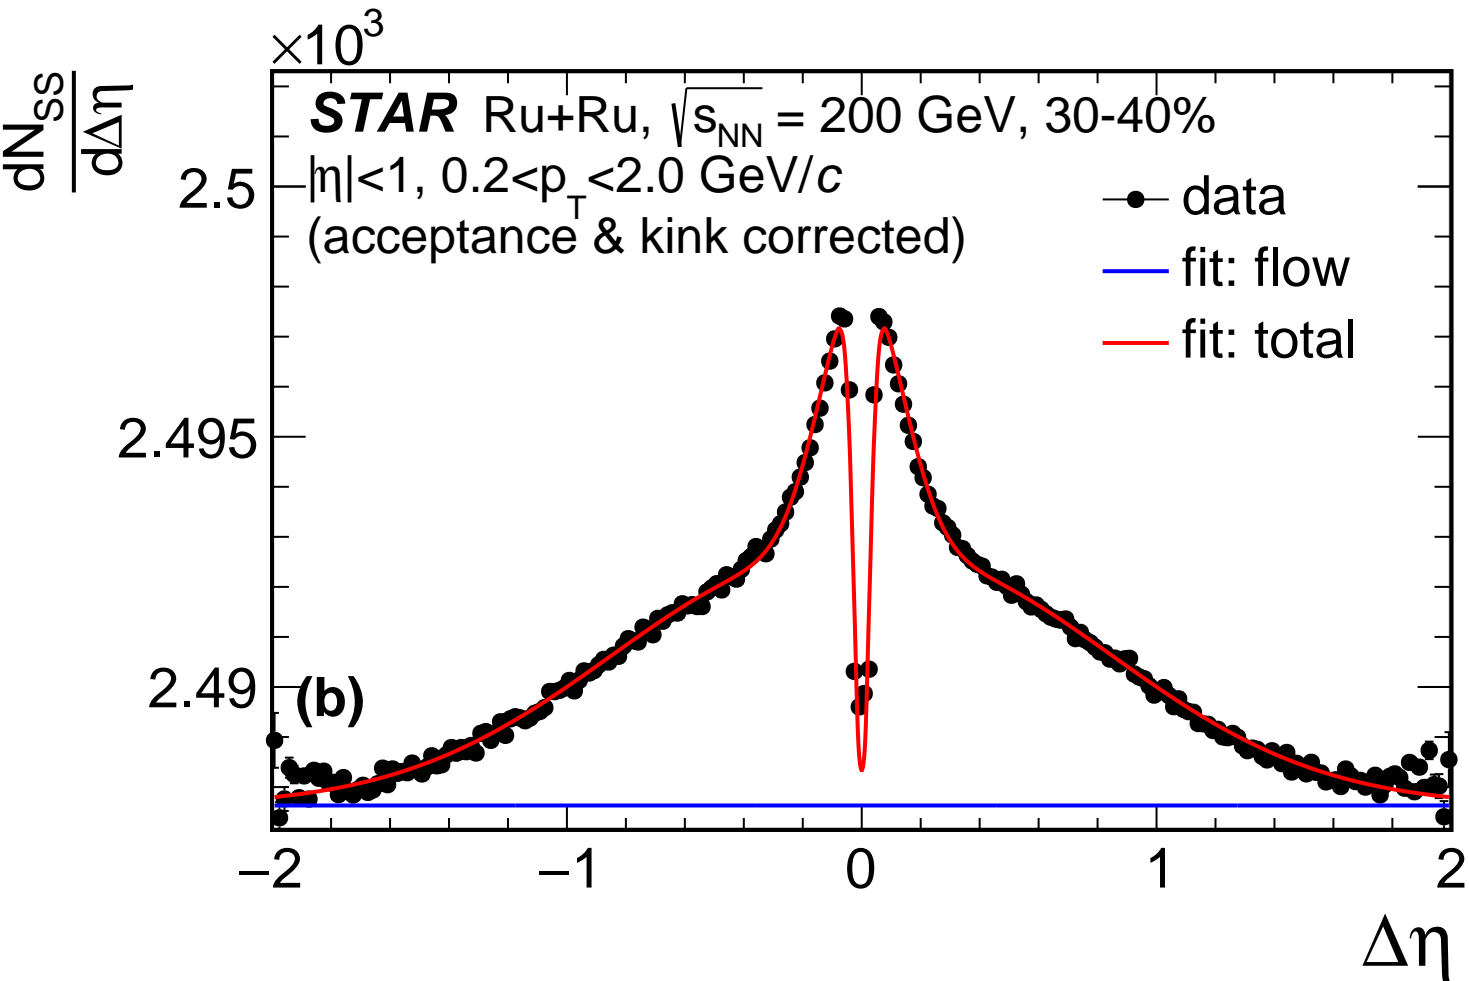 ×10³
dN_SS
dΔη
STAR Ru+Ru, √s_NN = 200 GeV, 30-40%
|η|<1, 0.2<p_T<2.0 GeV/c
(acceptance & kink corrected)
data
fit: flow
fit: total
2.5
2.495
2.49
(b)
−2
−1
0
1
2
Δη